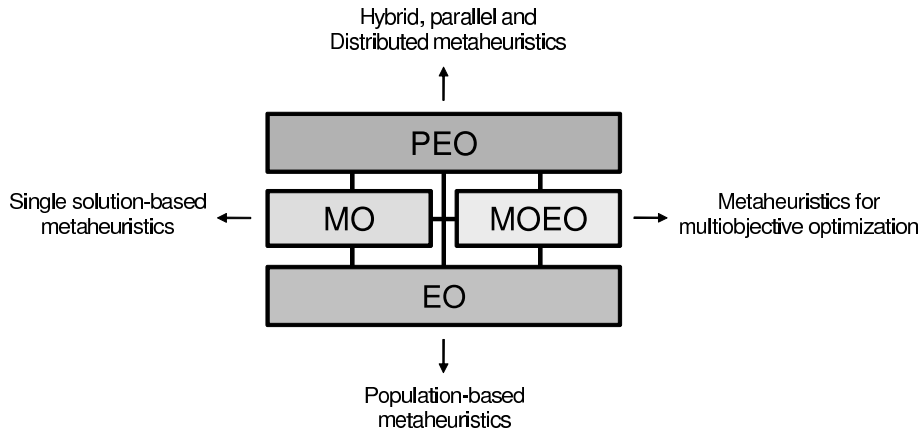 Hybrid, parallel and
Distributed metaheuristics
PEO
Single solution-based
metaheuristics
MO
MOEO
Metaheuristics for
multiobjective optimization
EO
Population-based
metaheuristics